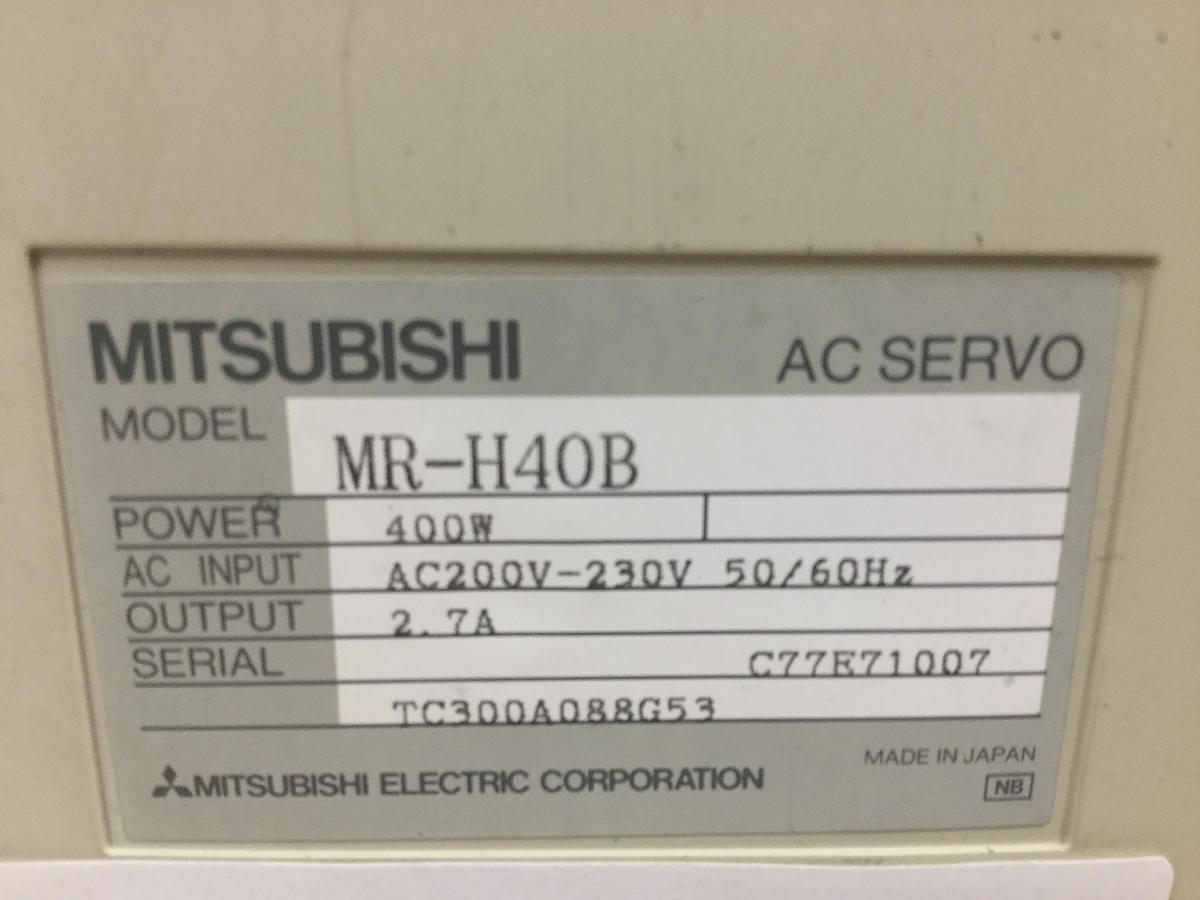 MITSUBISHI AC SERVO
MODEL MR-H40B
POWER 400W
AC INPUT AC200V-230V 50/60Hz
OUTPUT 2.7A
SERIAL C77E71007
TC300A088G53
MITSUBISHI ELECTRIC CORPORATION
MADE IN JAPAN
NB